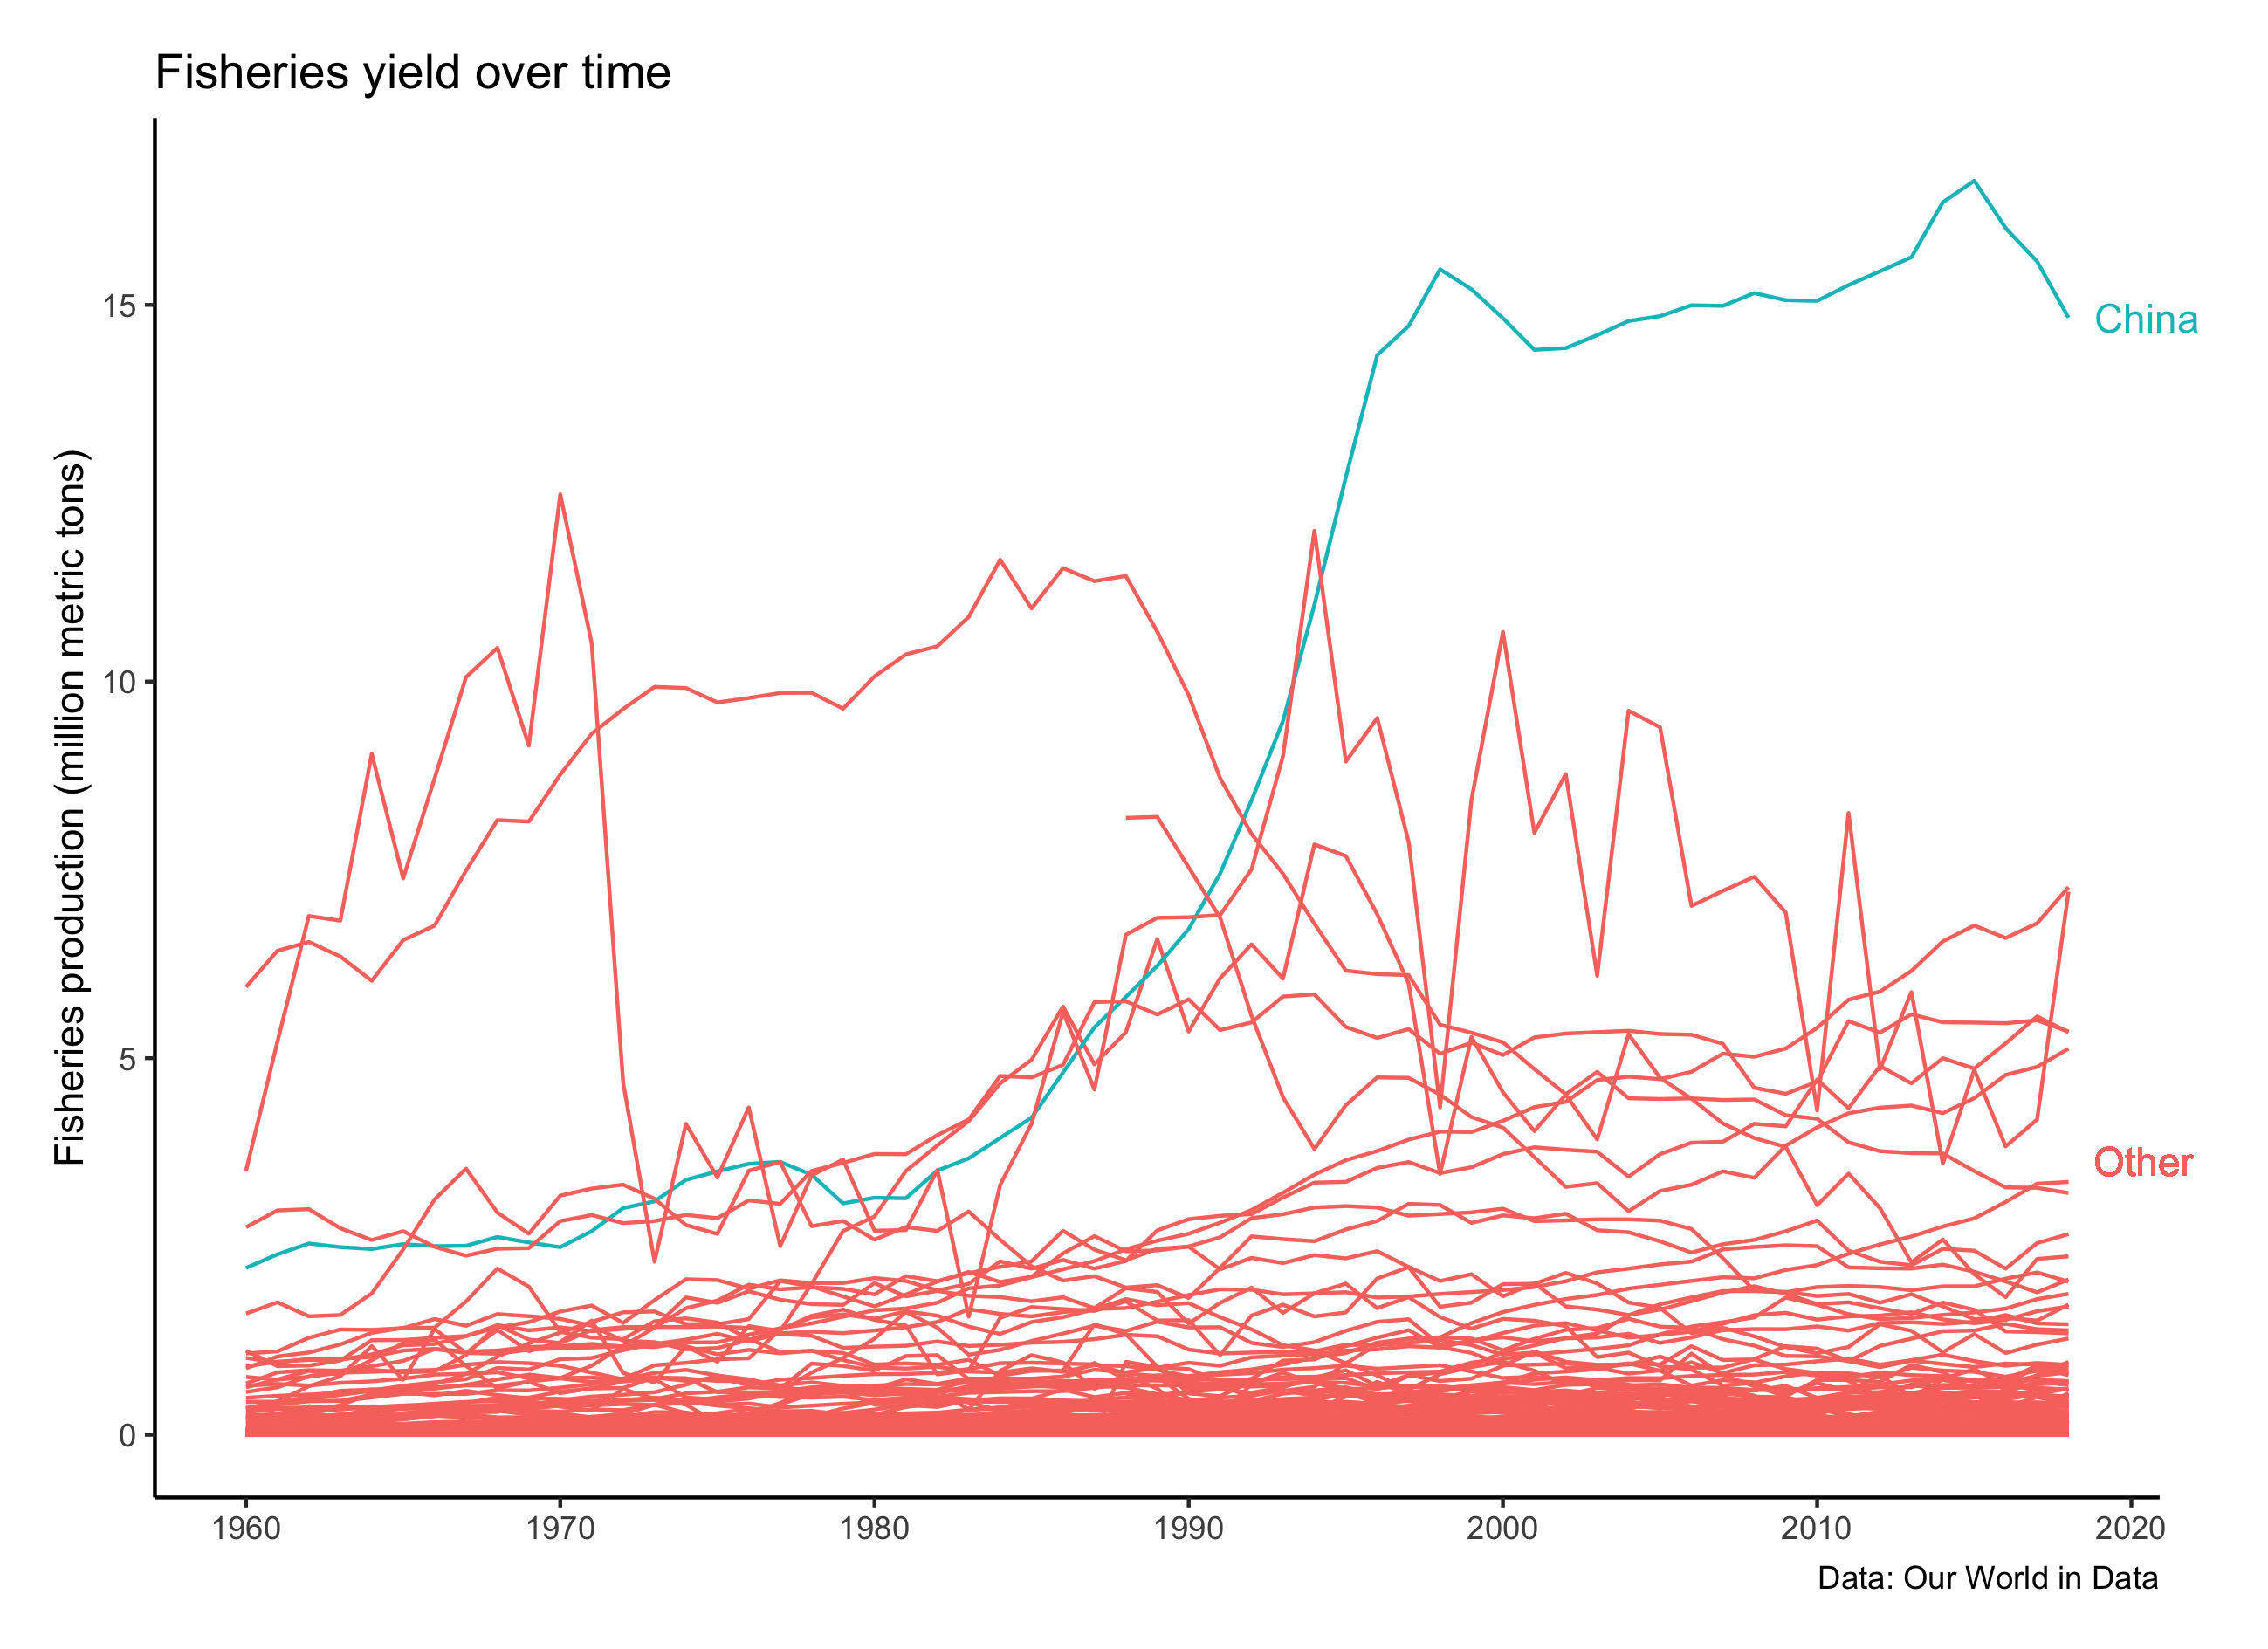 Fisheries yield over time
Fisheries production (million metric tons)
15
10
5
0
China
Other
1960 1970 1980 1990 2000 2010 2020
Data: Our World in Data